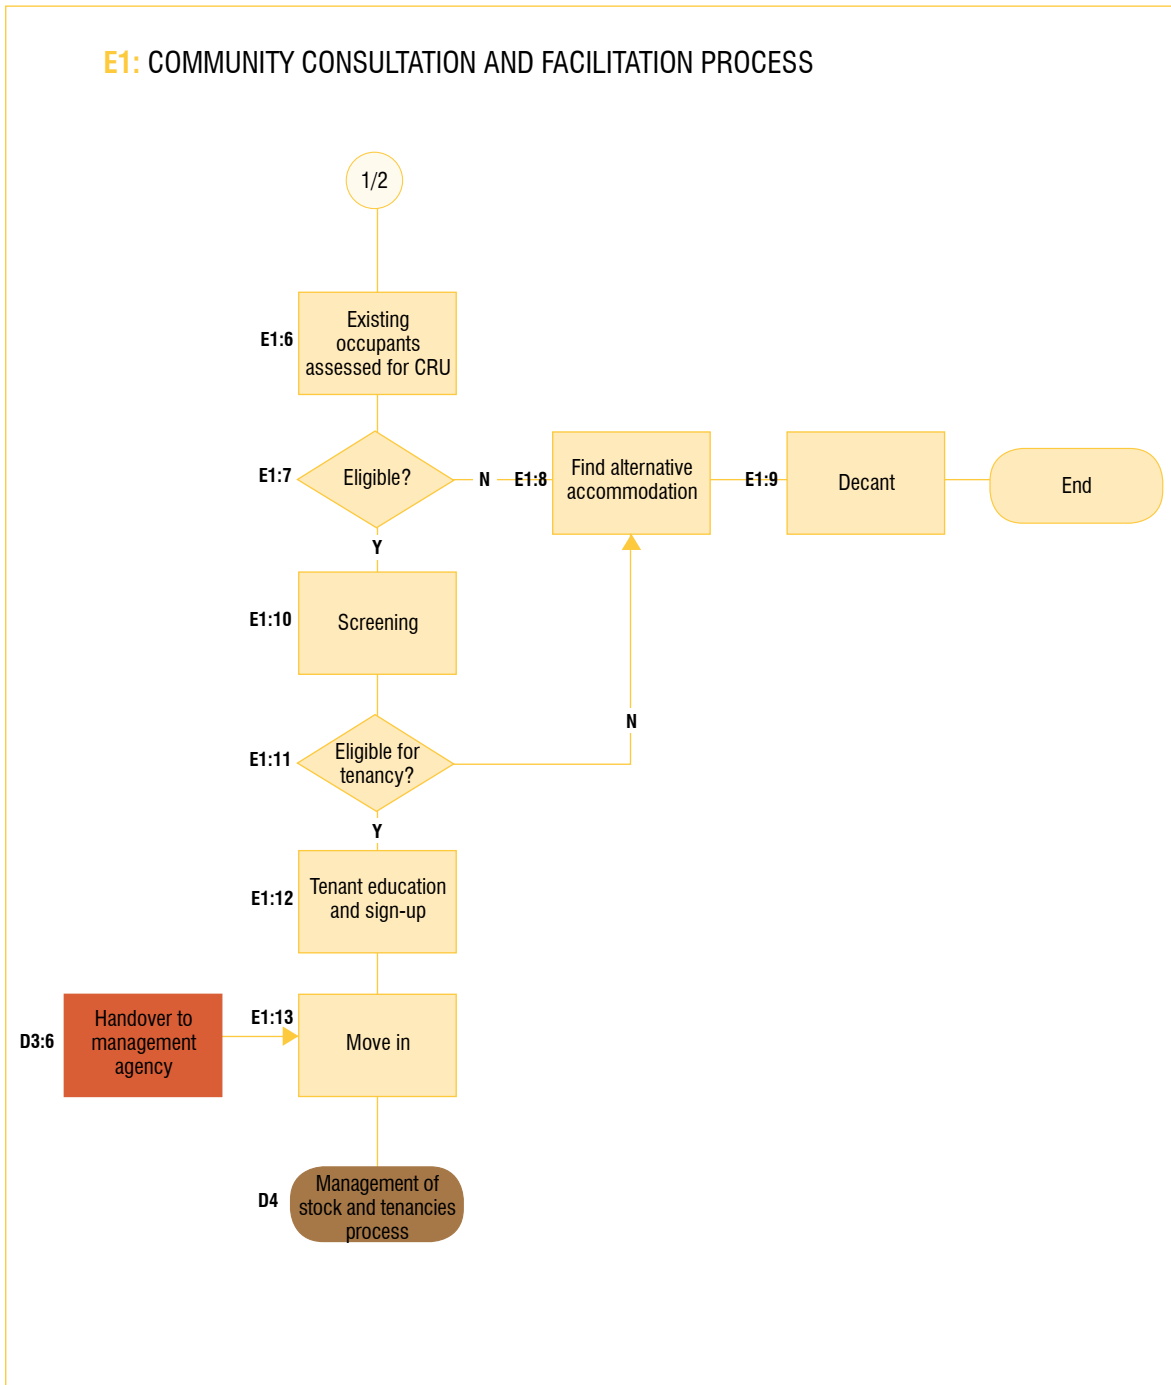 E1: COMMUNITY CONSULTATION AND FACILITATION PROCESS
1/2
E1:6
Existing
occupants
assessed for CRU
E1:7
Eligible?
N
E1:8
Find alternative
accommodation
E1:9
Decant
End
Y
E1:10
Screening
E1:11
Eligible for
tenancy?
N
Y
E1:12
Tenant education
and sign-up
D3:6
Handover to
management
agency
E1:13
Move in
D4
Management of
stock and tenancies
process